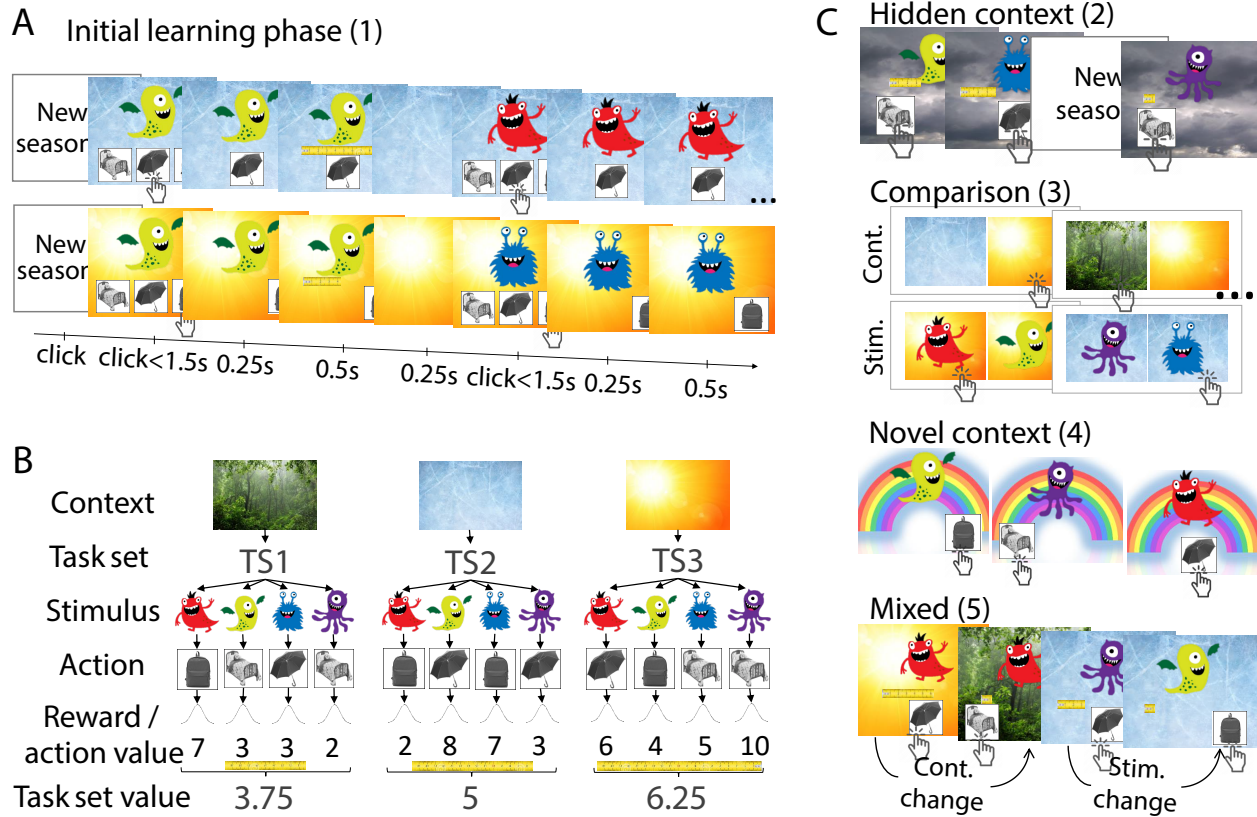 A
Initial learning phase (1)
New
season
New
season
click
click<1.5s
0.25s
0.5s
0.25s
click<1.5s
0.25s
0.5s
...
B
Context
Task set
TS1
TS2
TS3
Stimulus
Action
Reward /
action value
7 3 3 2
2 8 7 3
6 4 5 10
Task set value
3.75
5
6.25
C
Hidden context (2)
New
season
Comparison (3)
Cont.
...
Stim.
Novel context (4)
Mixed (5)
Cont.
change
Stim.
change